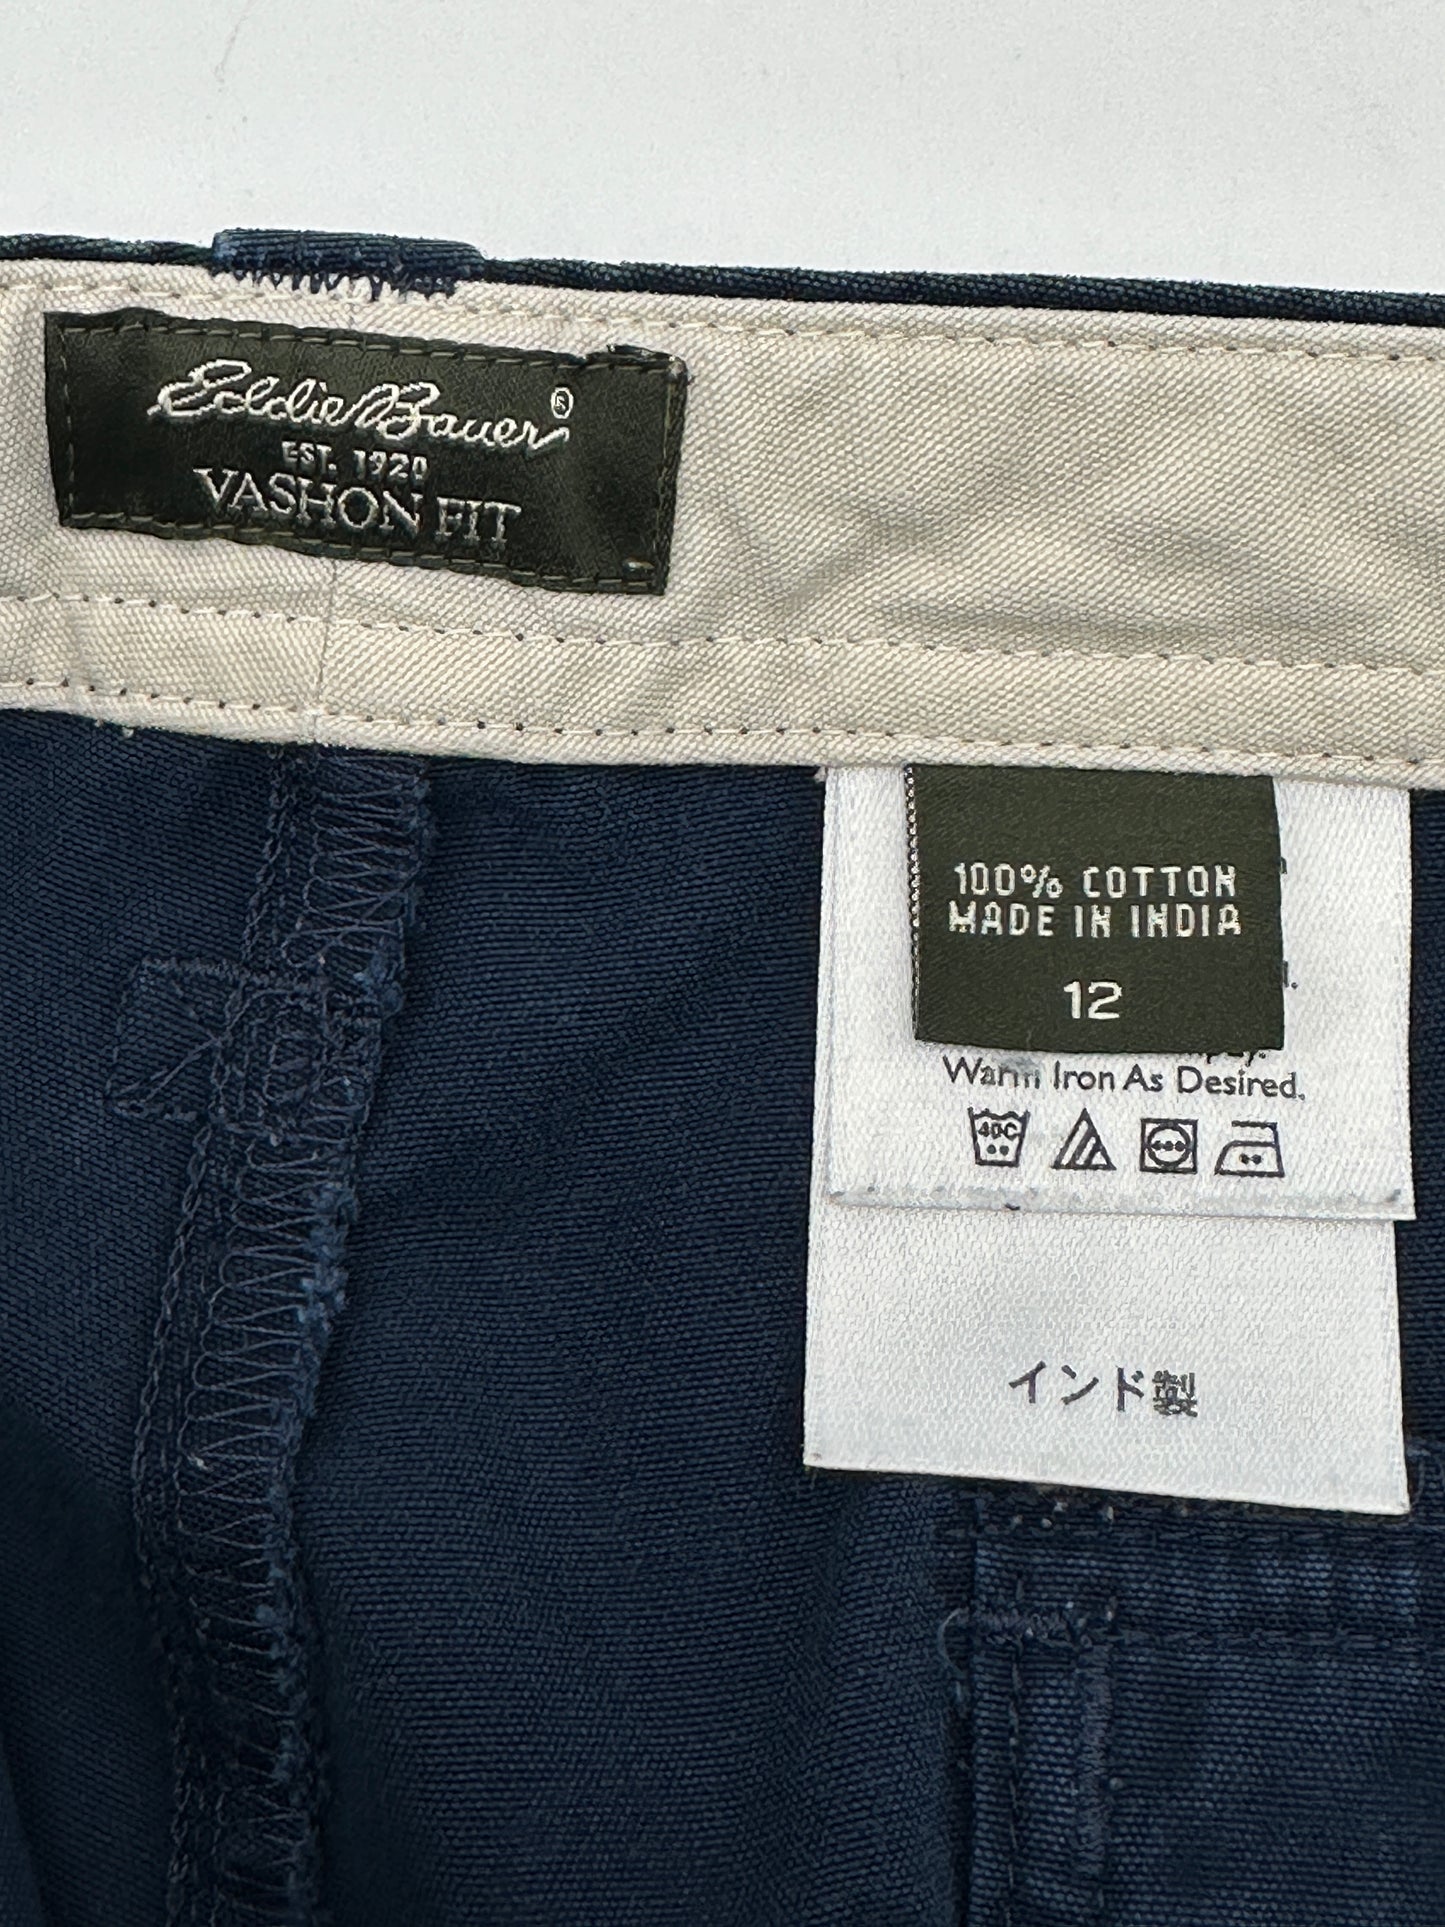 Eddie Bauer®
EST. 1920
VASHON FIT
100% COTTON
MADE IN INDIA
12
Warm Iron As Desired.
40C
インド製